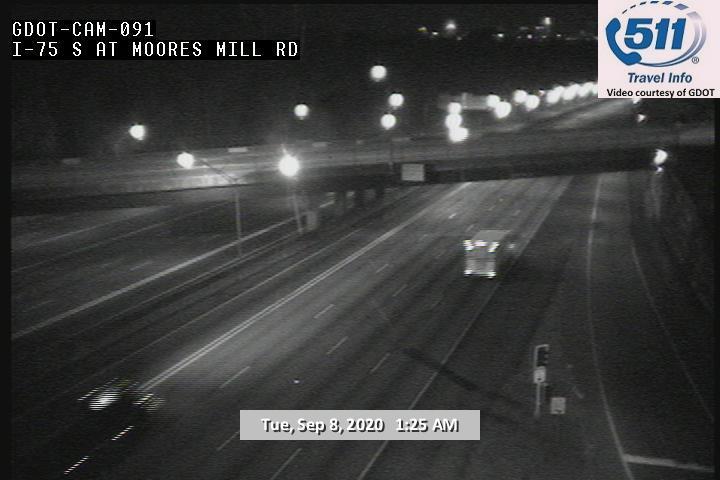 GDOT-CAM-091
I-75 S AT MOORES MILL RD
511
Travel Info
Video courtesy of GDOT
Tue, Sep 8, 2020 1:25 AM